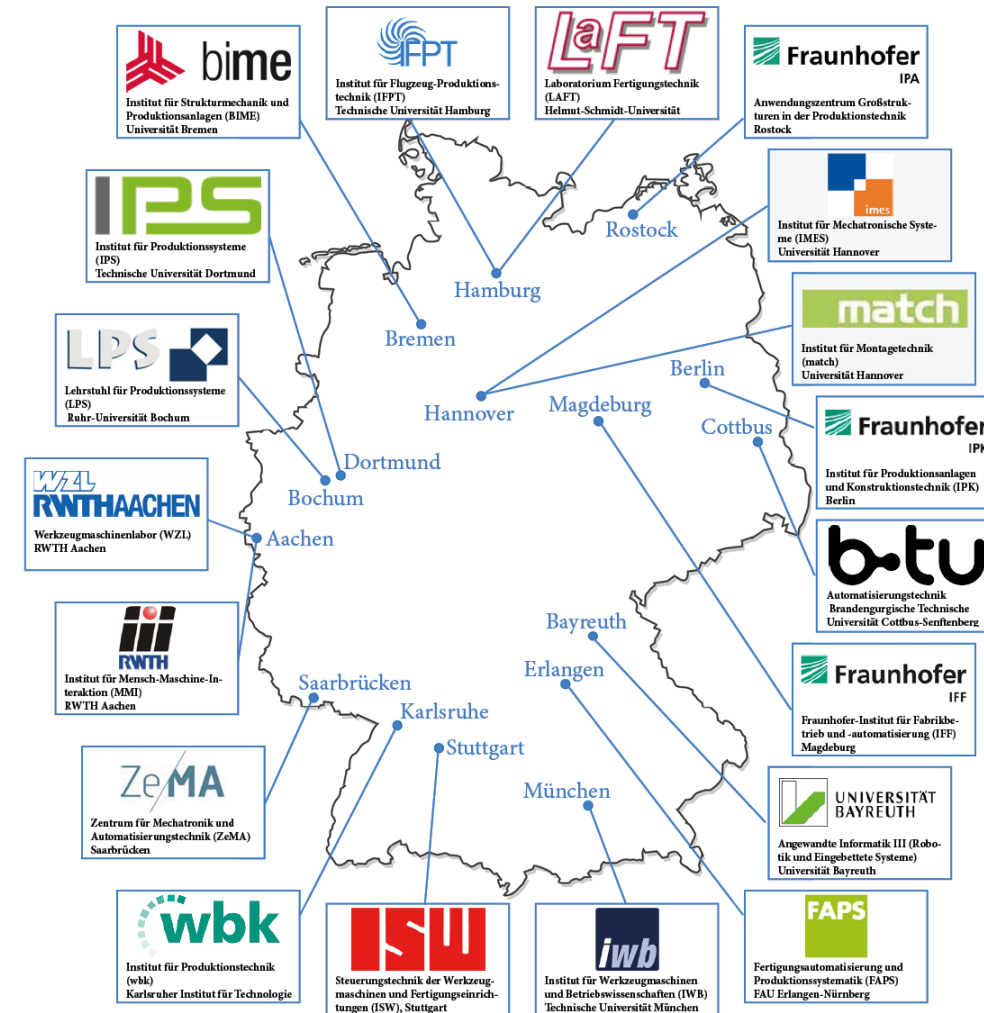 bime
Institut für Strukturmechanik und
Produktionsanlagen (BIME)
Universität Bremen
IFPT
Institut für Flugzeug-Produktions-
technik (IFPT)
Technische Universität Hamburg
LaFT
Laboratorium Fertigungstechnik
(LAFT)
Helmut-Schmidt-Universität
Fraunhofer
IPA
Anwendungszentrum Großstruk-
turen in der Produktionstechnik
Rostock
IPS
Institut für Produktionssysteme
(IPS)
Technische Universität Dortmund
imes
Institut für Mechatronische Syste-
me (IMES)
Universität Hannover
LPS
Lehrstuhl für Produktionssysteme
(LPS)
Ruhr-Universität Bochum
match
Institut für Montagetechnik
(match)
Universität Hannover
WZL
RWTHAACHEN
Werkzeugmaschinenlabor (WZL)
RWTH Aachen
Fraunhofer
IPK
Institut für Produktionsanlagen
und Konstruktionstechnik (IPK)
Berlin
b-tu
Automatisierungstechnik
Brandengurgische Technische
Universität Cottbus-Senftenberg
RWTH
Institut für Mensch-Maschine-In-
teraktion (MMI)
RWTH Aachen
Fraunhofer
IFF
Fraunhofer-Institut für Fabrikbe-
trieb und -automatisierung (IFF)
Magdeburg
ZeMA
Zentrum für Mechatronik und
Automatisierungstechnik (ZeMA)
Saarbrücken
UNIVERSITÄT
BAYREUTH
Angewandte Informatik III (Robo-
tik und Eingebettete Systeme)
Universität Bayreuth
wbk
Institut für Produktionstechnik
(wbk)
Karlsruher Institut für Technologie
ISW
Steuerungstechnik der Werkzeug-
maschinen und Fertigungseinrich-
tungen (ISW), Stuttgart
iwb
Institut für Werkzeugmaschinen
und Betriebswissenschaften (IWB)
Technische Universität München
FAPS
Fertigungsautomatisierung und
Produktionssystematik (FAPS)
FAU Erlangen-Nürnberg
Rostock
Hamburg
Bremen
Berlin
Hannover
Magdeburg
Cottbus
Dortmund
Bochum
Aachen
Bayreuth
Erlangen
Saarbrücken
Karlsruhe
Stuttgart
München